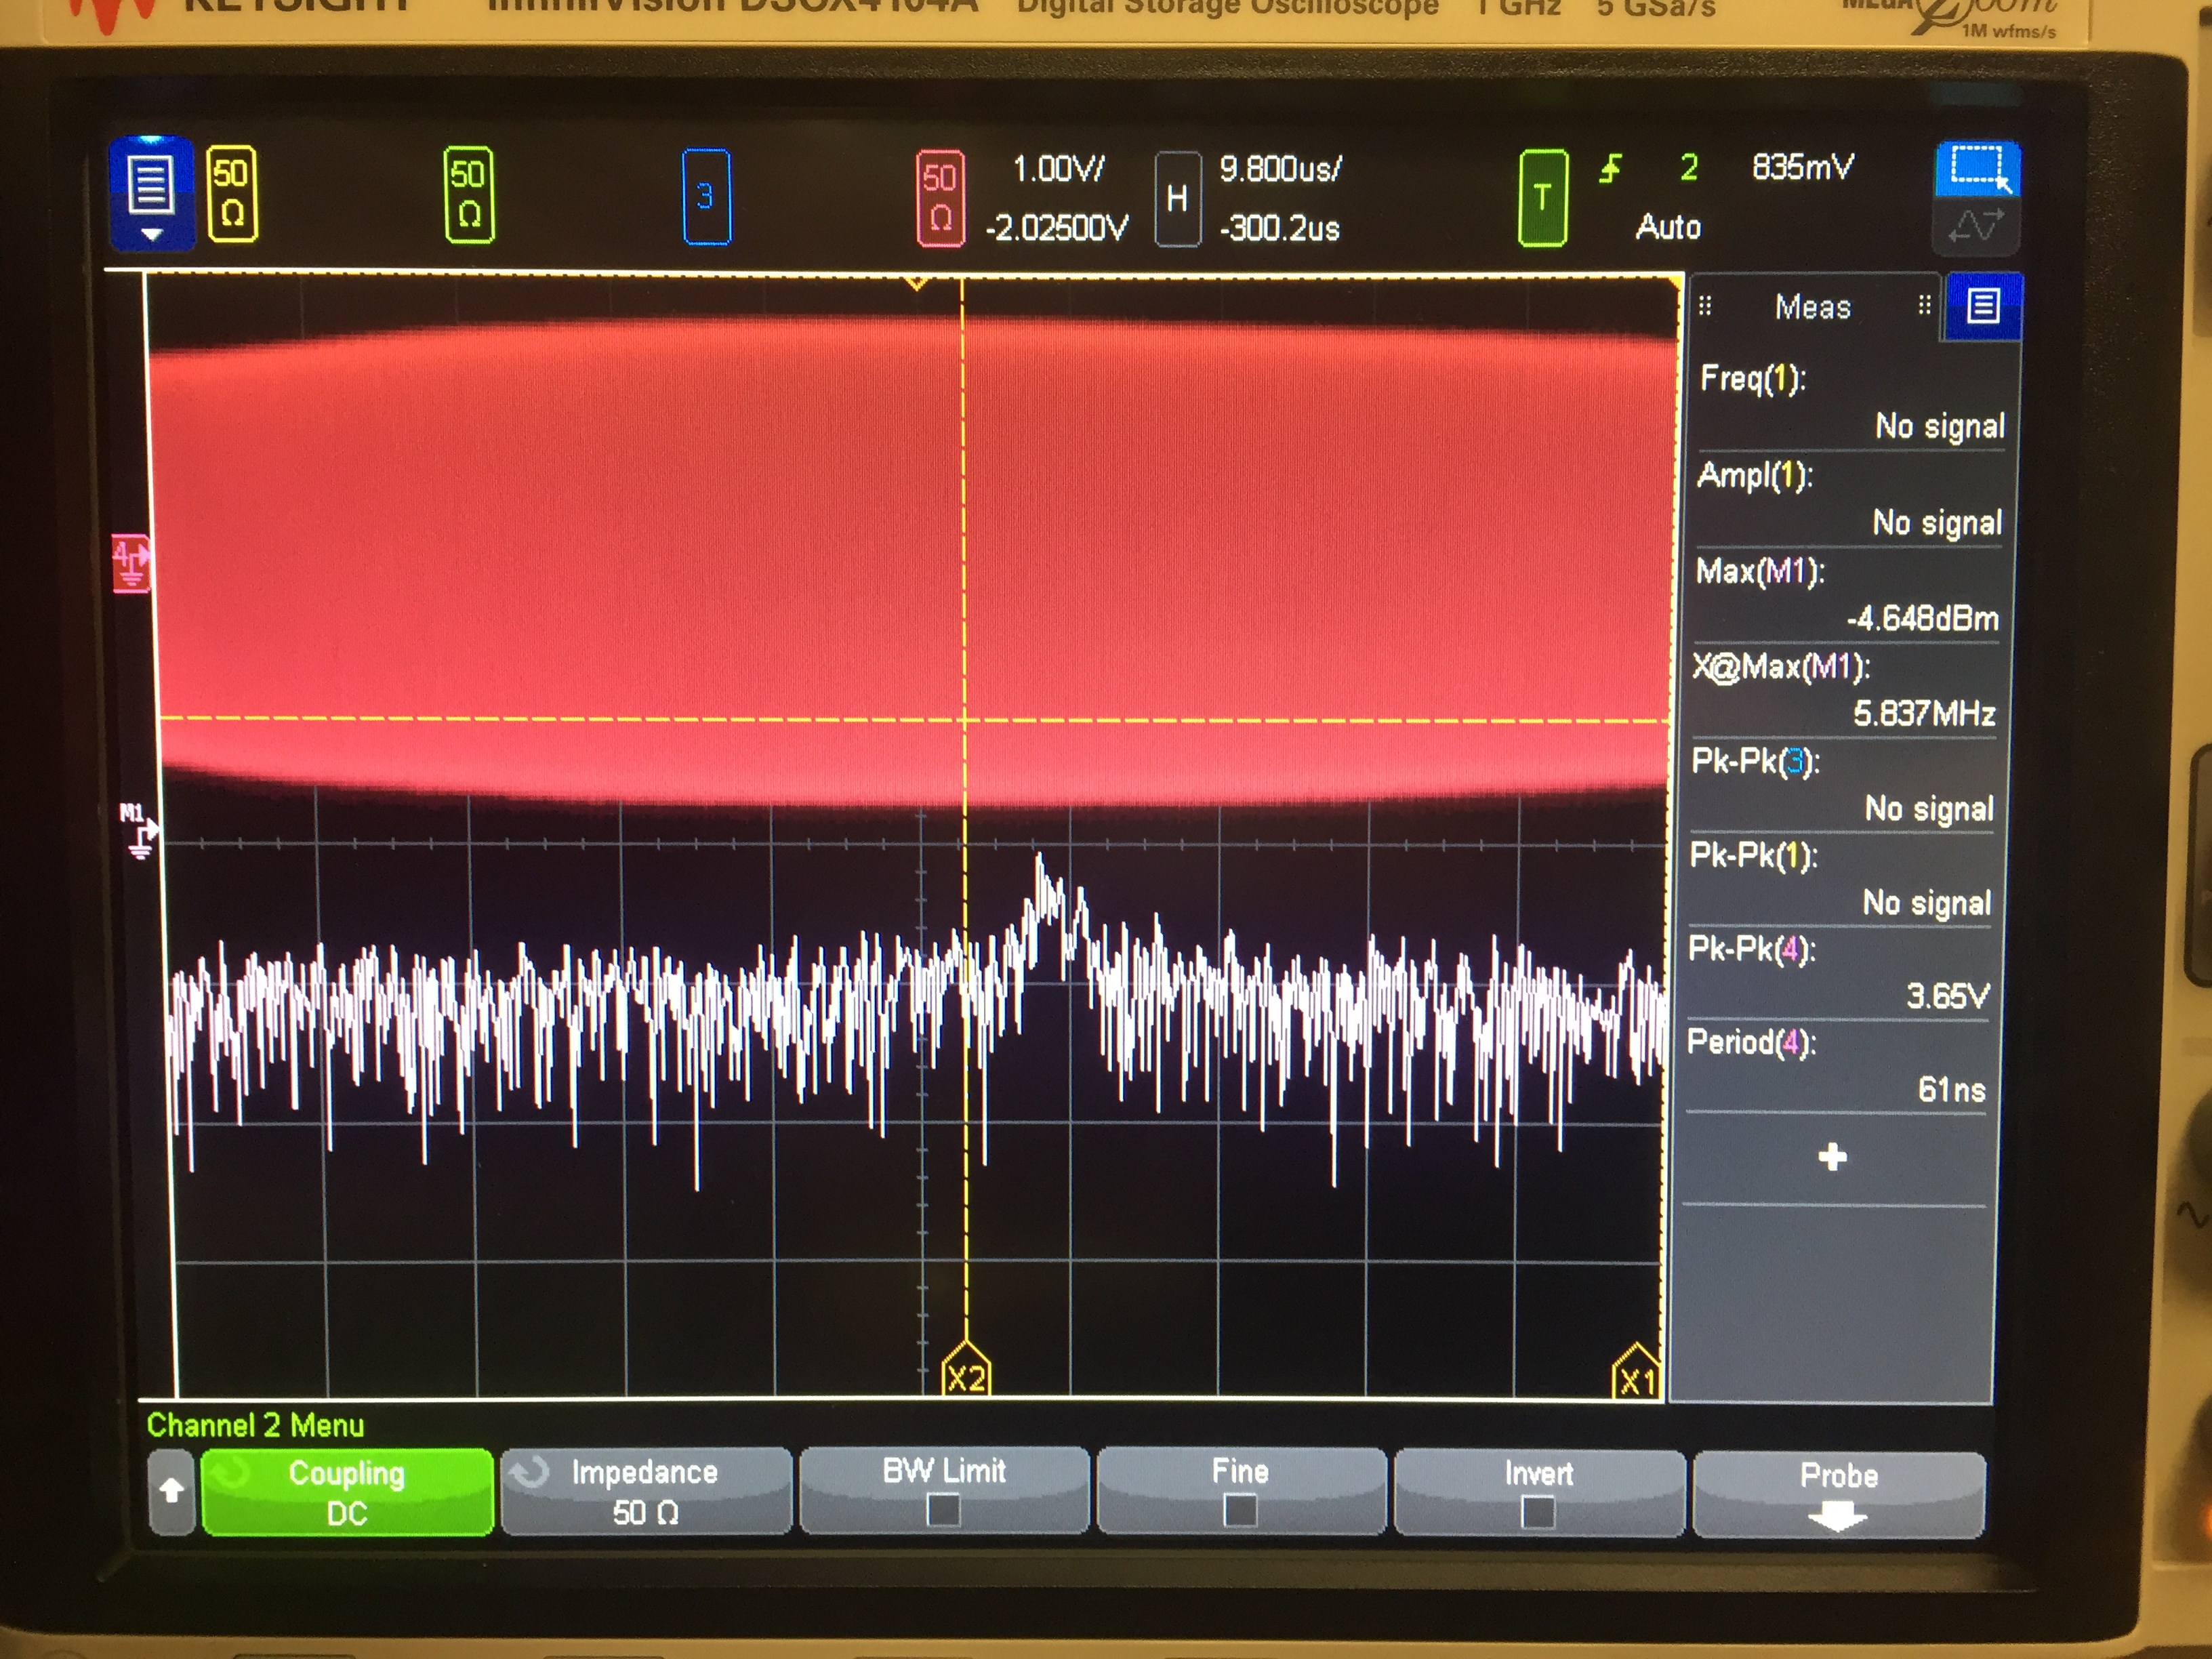 KEYSIGHT InfiniiVision DSOX4104A Digital Storage Oscilloscope 1 GHz 5 GSa/s MEGA Zoom
1M wfms/s
50 Ω 50 Ω 3 50 Ω 1.00V/ H 9.800us/ T 2 835mV
-2.02500V -300.2us Auto
Meas
Freq(1):
No signal
Ampl(1):
No signal
Max(M1):
-4.648dBm
X@Max(M1):
5.837MHz
Pk-Pk(3):
No signal
Pk-Pk(1):
No signal
Pk-Pk(4):
3.65V
Period(4):
61ns
4
M1
X2 X1
Channel 2 Menu
Coupling Impedance BW Limit Fine Invert Probe
DC 50 Ω